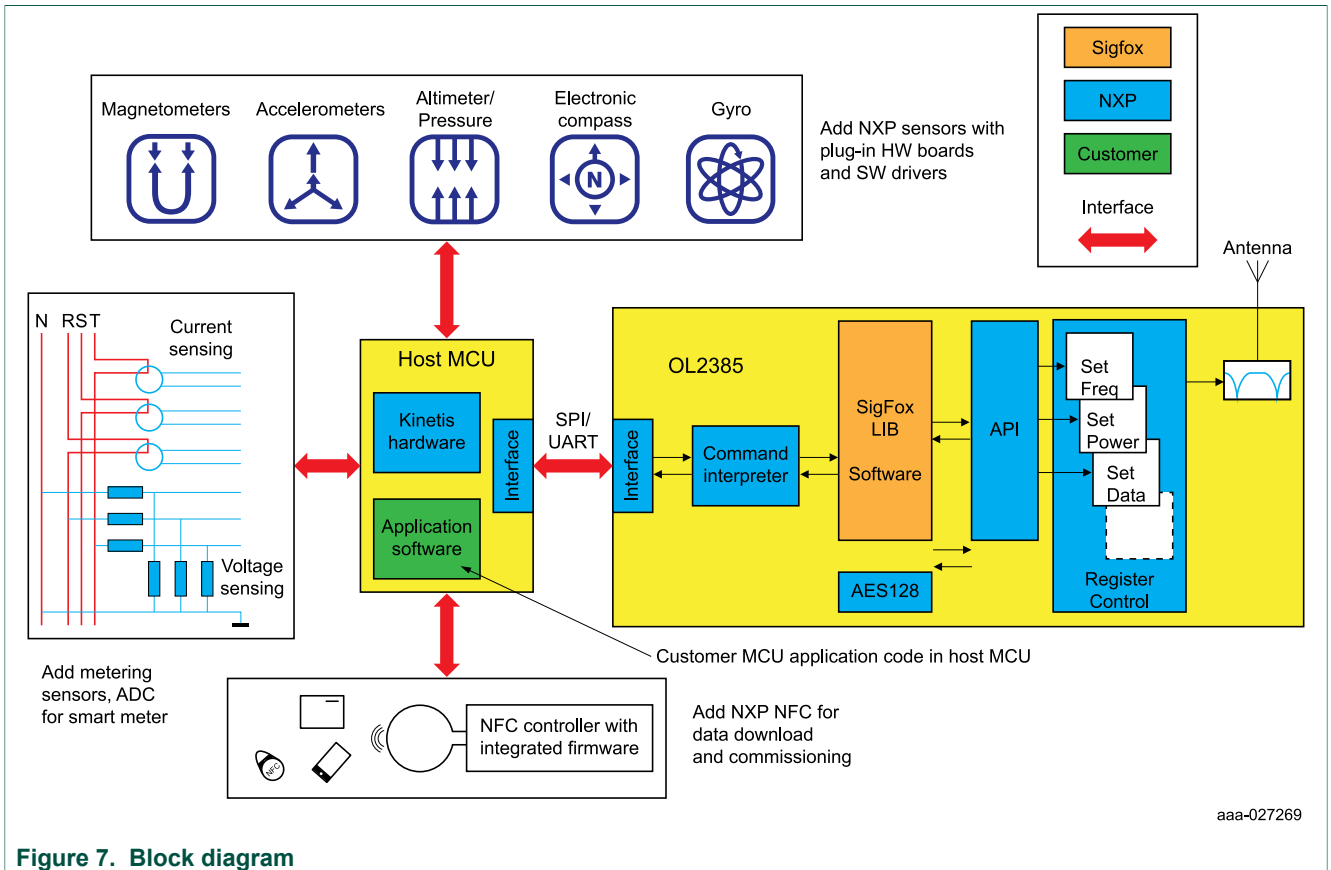 Magnetometers
Accelerometers
Altimeter/
Pressure
Electronic
compass
N
Gyro
Add NXP sensors with
plug-in HW boards
and SW drivers
Sigfox
NXP
Customer
Interface
Antenna
N RST
Current
sensing
Voltage
sensing
Add metering
sensors, ADC
for smart meter
Host MCU
Kinetis
hardware
Application
software
Interface
SPI/
UART
OL2385
Interface
Command
interpreter
SigFox
LIB
Software
AES128
API
Set
Freq
Set
Power
Set
Data
Register
Control
Customer MCU application code in host MCU
NFC
NFC controller with
integrated firmware
Add NXP NFC for
data download
and commissioning
aaa-027269
Figure 7. Block diagram